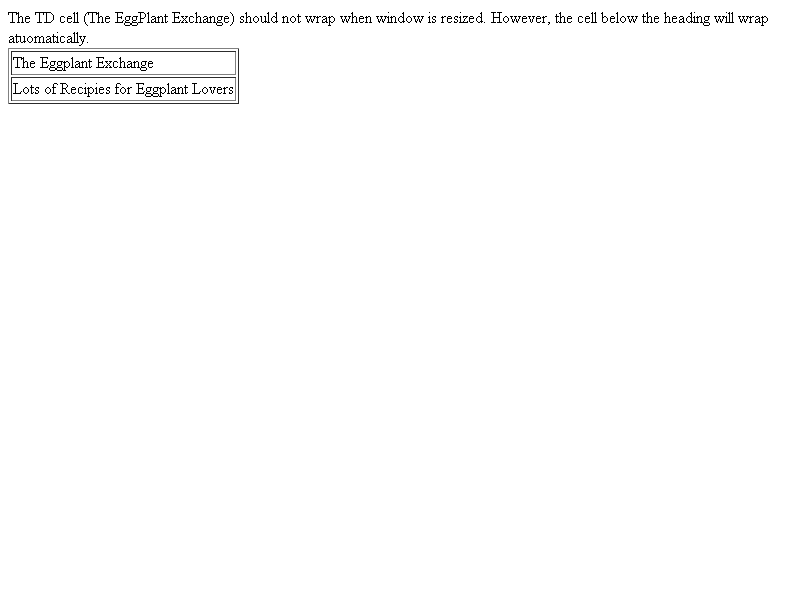 The TD cell (The EggPlant Exchange) should not wrap when window is resized. However, the cell below the heading will wrap
atuomatically.
The Eggplant Exchange
Lots of Recipies for Eggplant Lovers